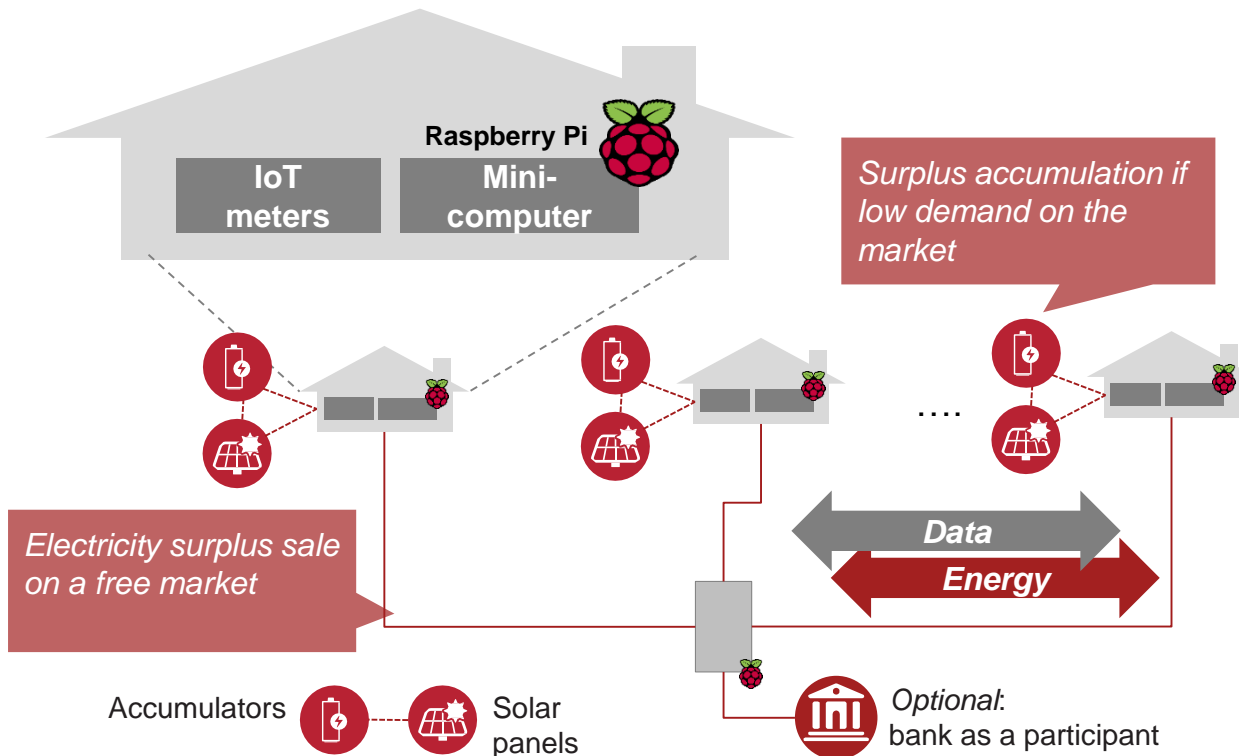 Raspberry Pi
IoT
meters
Mini-
computer
Surplus accumulation if
low demand on the
market
....
Electricity surplus sale
on a free market
Data
Energy
Accumulators
Solar
panels
Optional:
bank as a participant